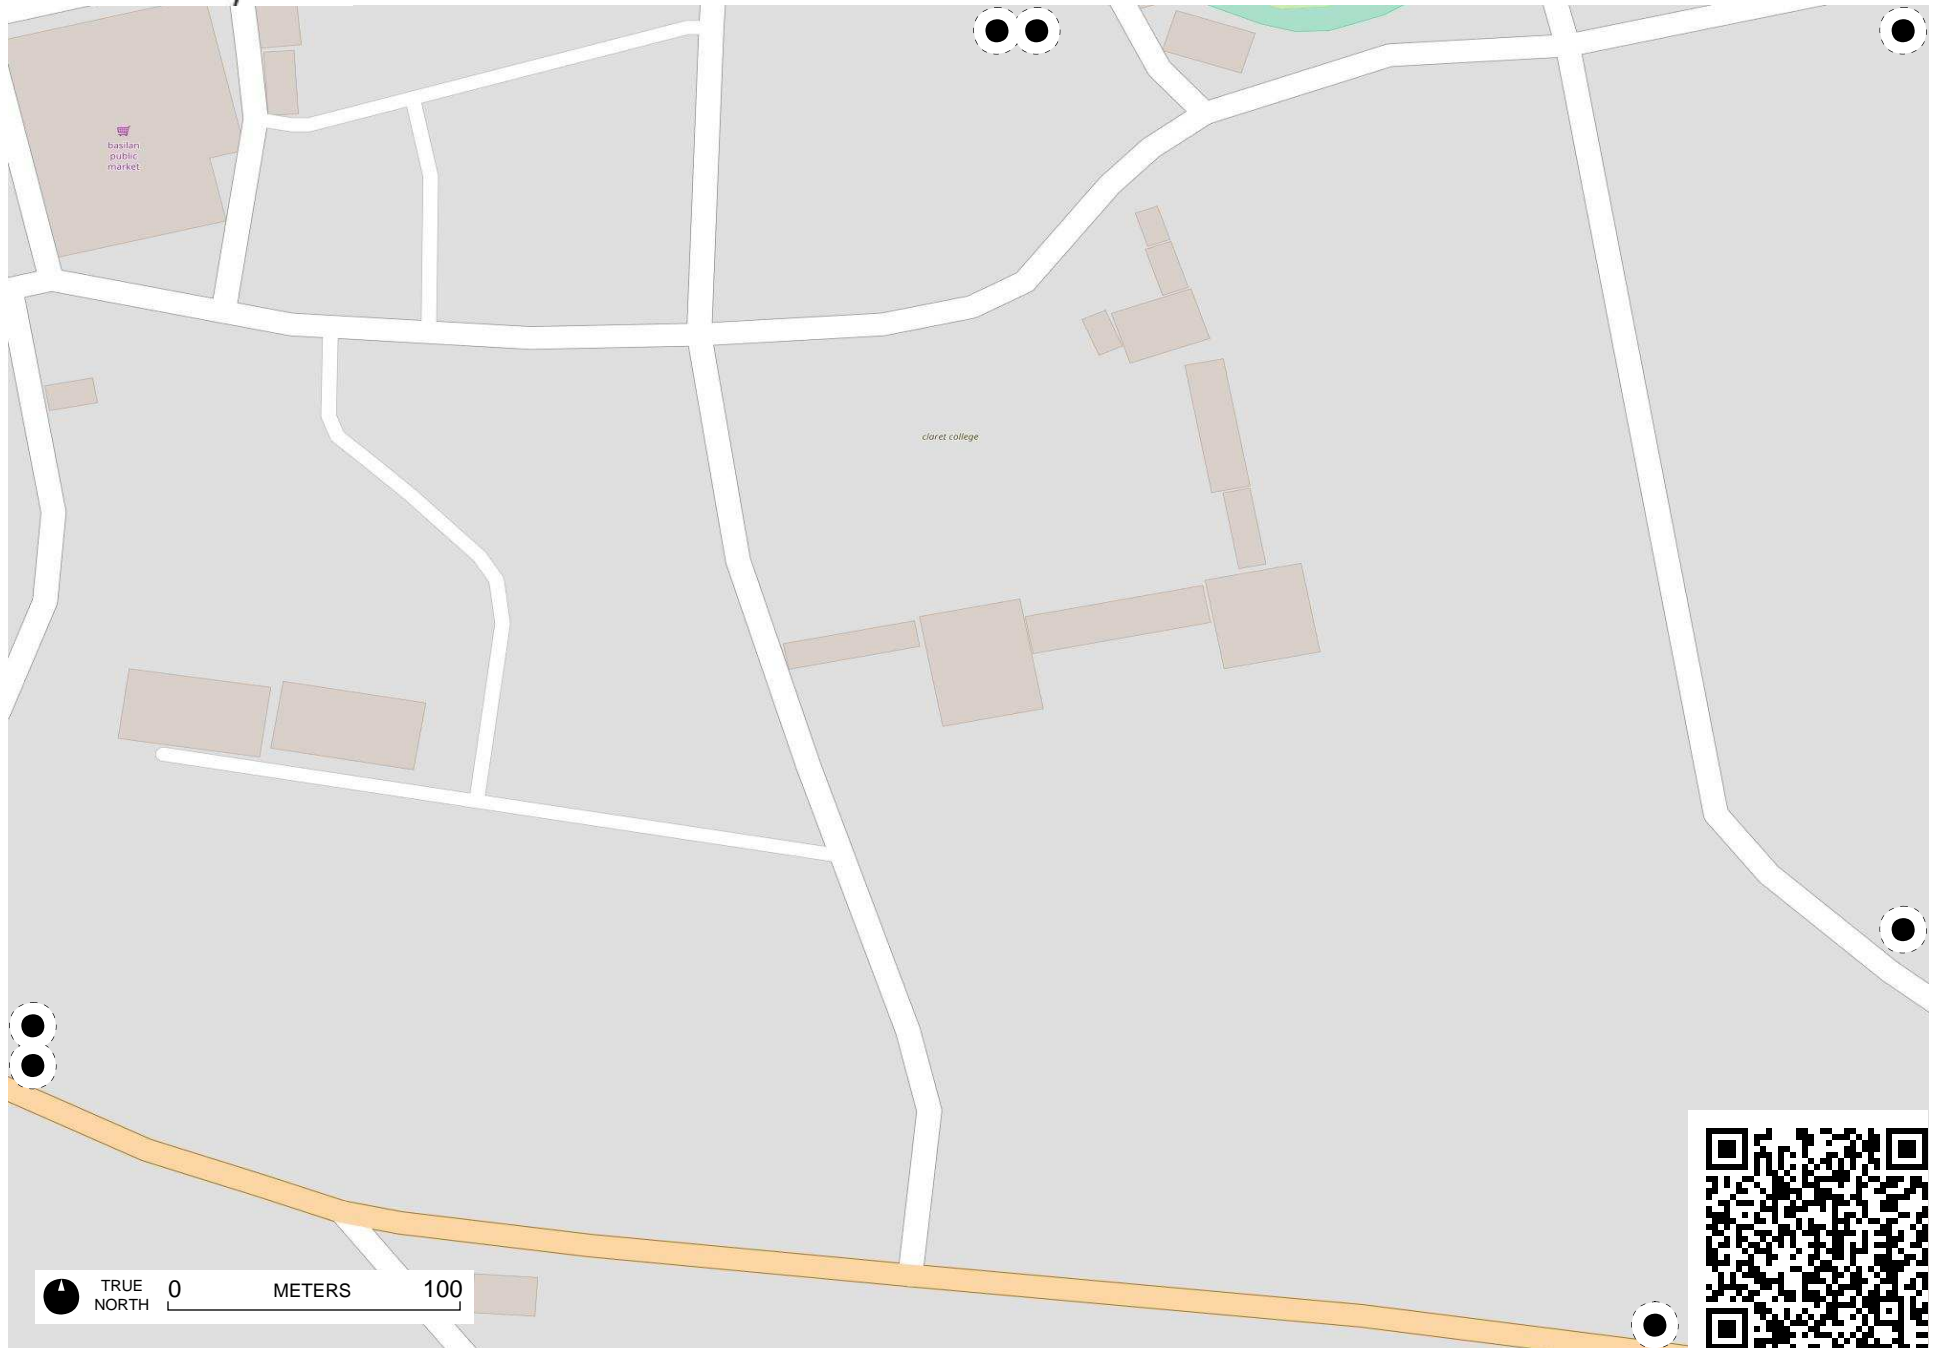 basilan
public
market
claret college
TRUE
NORTH
0 METERS 100